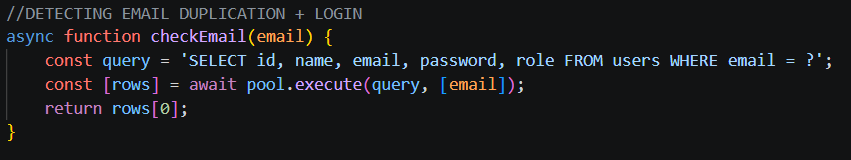 //DETECTING EMAIL DUPLICATION + LOGIN
async function checkEmail(email) {
    const query = 'SELECT id, name, email, password, role FROM users WHERE email = ?';
    const [rows] = await pool.execute(query, [email]);
    return rows[0];
}